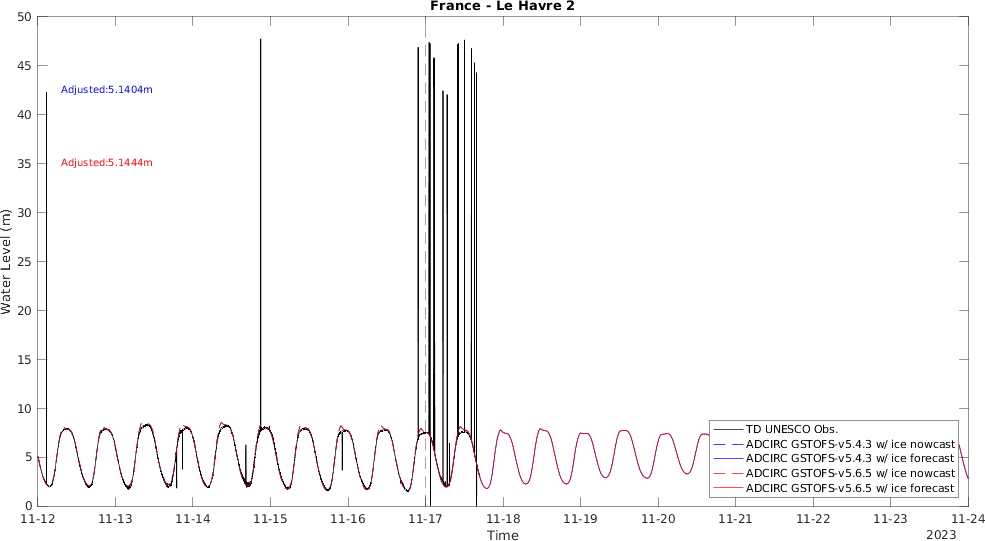 France - Le Havre 2
50
45
40
35
30
25
20
15
10
5
0
Water Level (m)
Adjusted:5.1404m
Adjusted:5.1444m
TD UNESCO Obs.
ADCIRC GSTOFS-v5.4.3 w/ ice nowcast
ADCIRC GSTOFS-v5.4.3 w/ ice forecast
ADCIRC GSTOFS-v5.6.5 w/ ice nowcast
ADCIRC GSTOFS-v5.6.5 w/ ice forecast
11-12 11-13 11-14 11-15 11-16 11-17 11-18 11-19 11-20 11-21 11-22 11-23 11-24
Time
2023